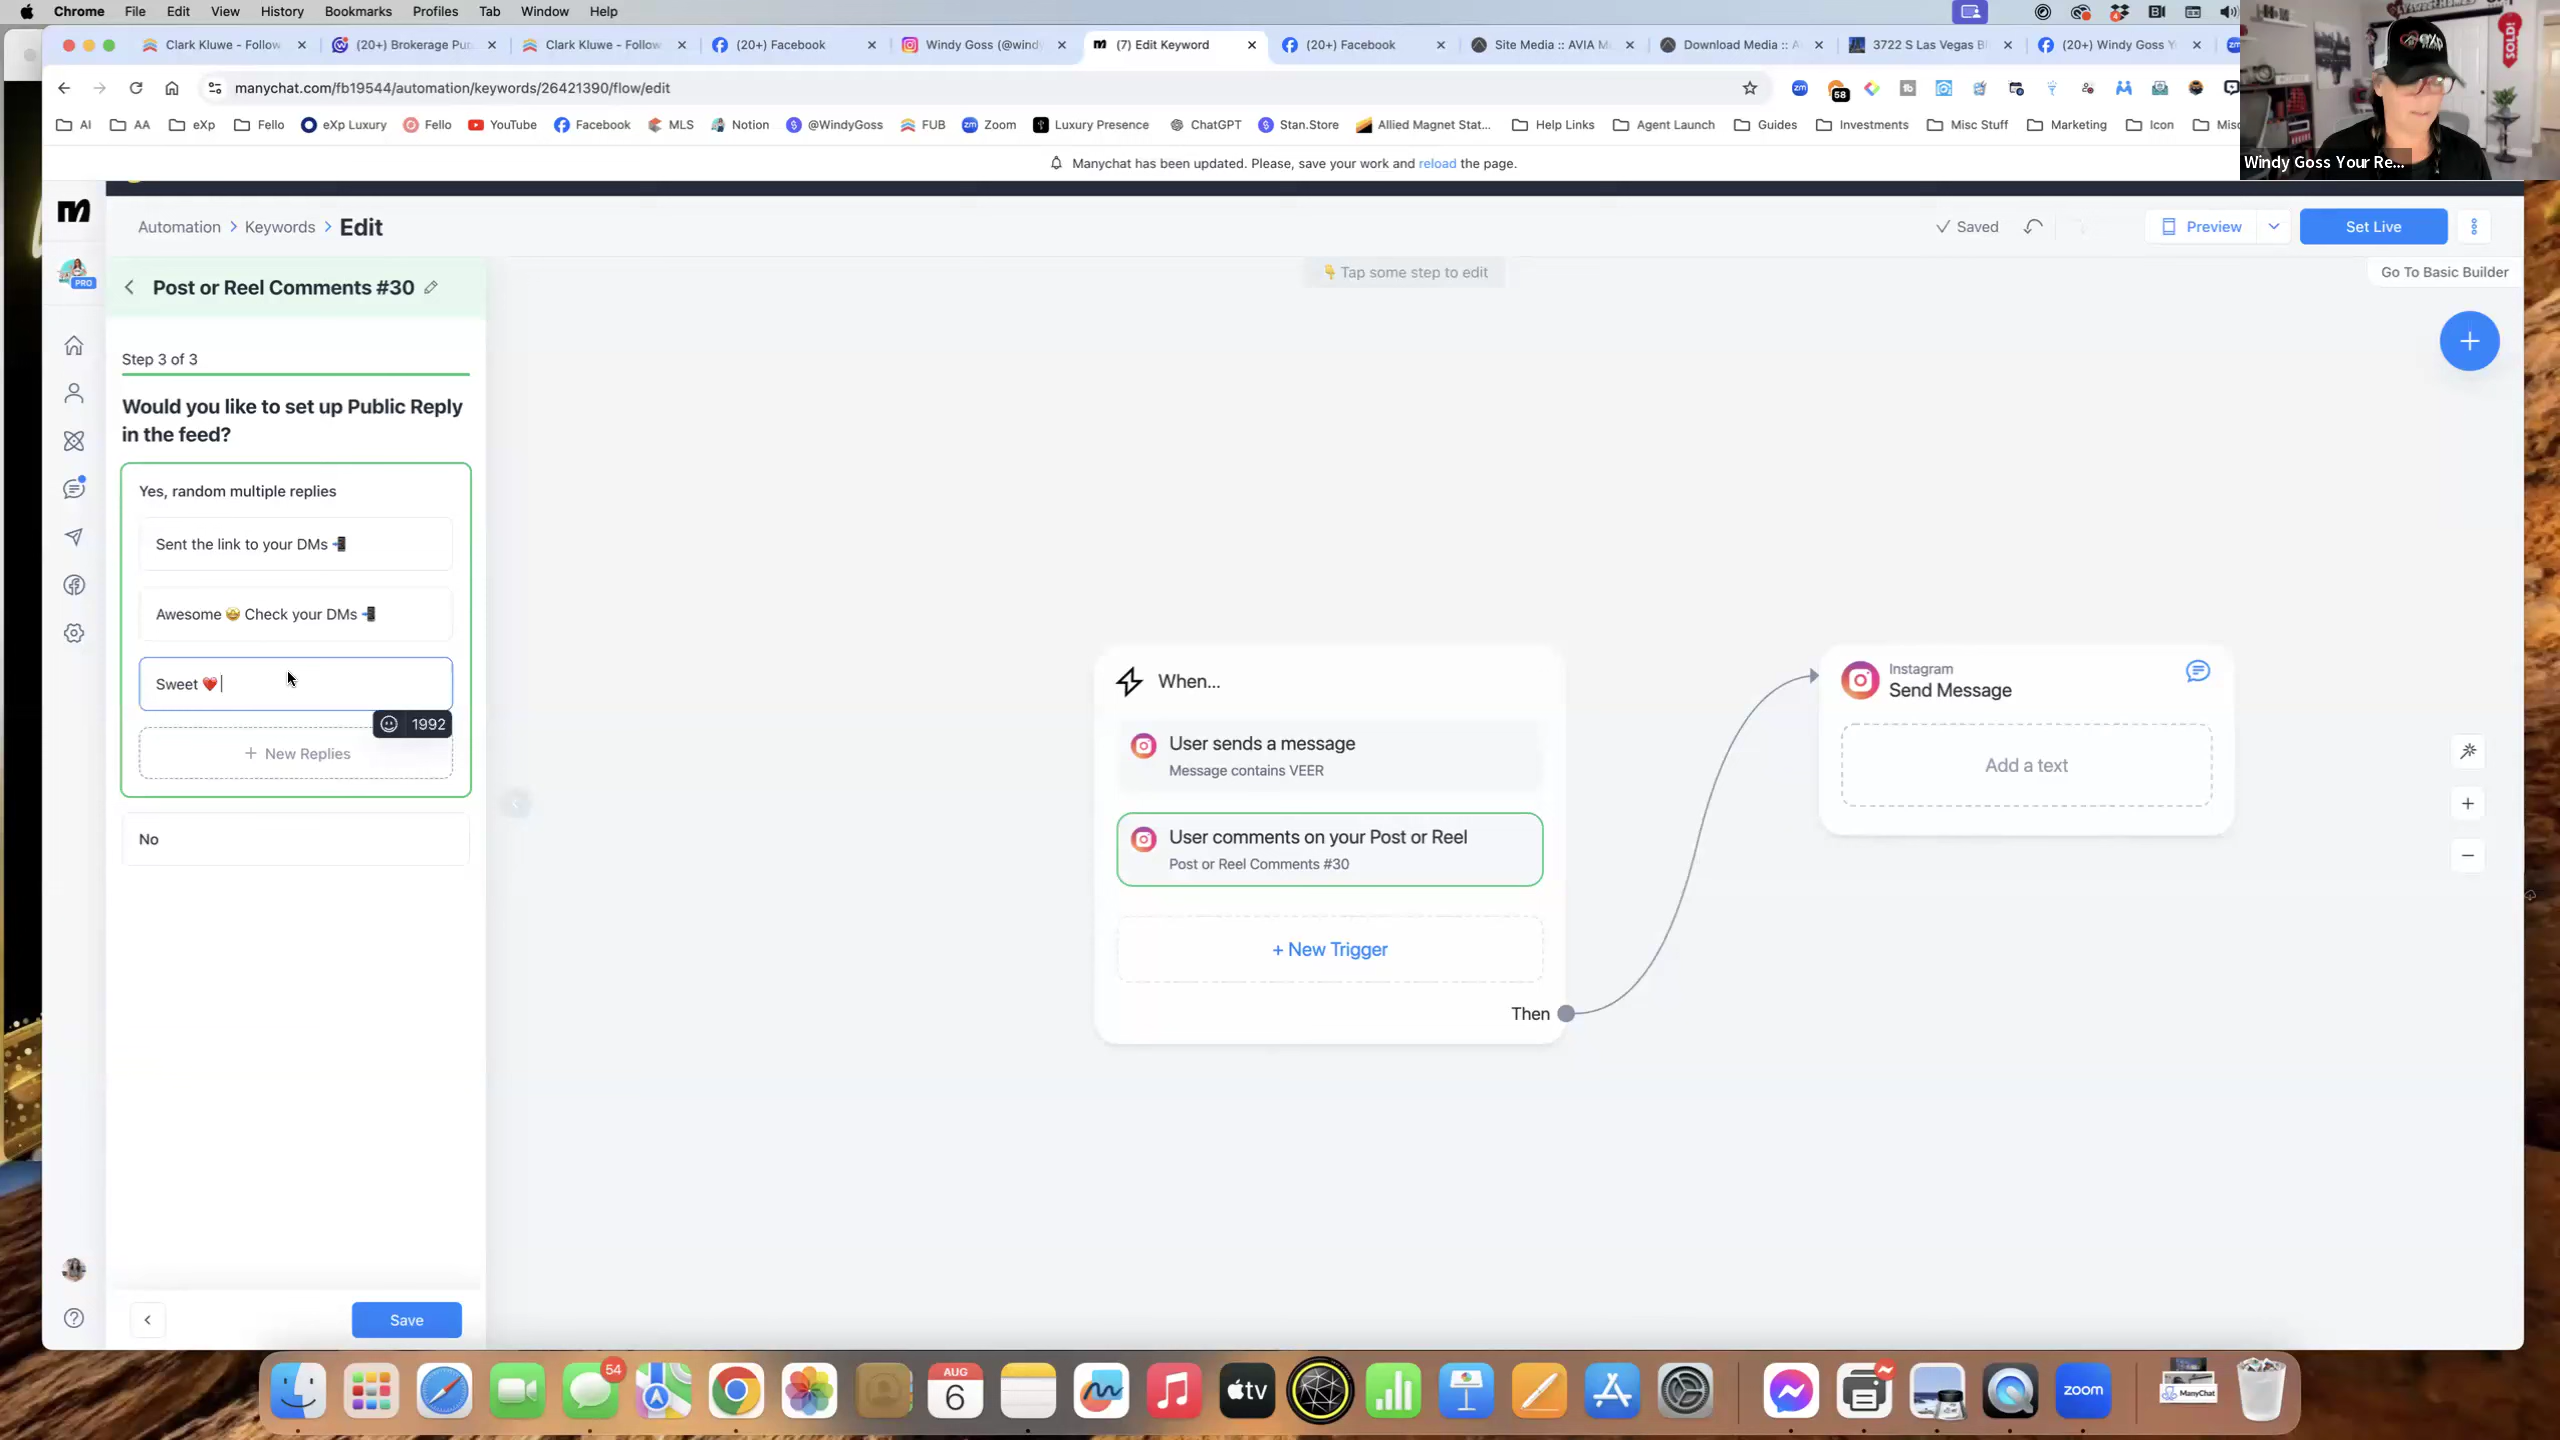 Chrome File Edit View History Bookmarks Profiles Tab Window Help
Clark Kluwe - Follow
(20+) Brokerage Pur
Clark Kluwe - Follow
(20+) Facebook
Windy Goss (@windy
(7) Edit Keyword
(20+) Facebook
Site Media :: AVIA M
Download Media :: A
3722 S Las Vegas Bl
(20+) Windy Goss Y
manychat.com/fb19544/automation/keywords/26421390/flow/edit
58
AI AA eXp Fello eXp Luxury Fello YouTube Facebook MLS Notion @WindyGoss FUB Zoom Luxury Presence ChatGPT Stan.Store Allied Magnet Stat... Help Links Agent Launch Guides Investments Misc Stuff Marketing Icon Misc
SOLD!
Windy Goss Your Re...
Manychat has been updated. Please, save your work and reload the page.
PRO
Automation > Keywords > Edit
Saved
Preview
Set Live
Go To Basic Builder
👇 Tap some step to edit
Post or Reel Comments #30
Step 3 of 3
Would you like to set up Public Reply
in the feed?
Yes, random multiple replies
Sent the link to your DMs 📲
Awesome 🤩 Check your DMs 📲
Sweet ❤️
1992
+ New Replies
No
Save
When...
User sends a message
Message contains VEER
User comments on your Post or Reel
Post or Reel Comments #30
+ New Trigger
Then
Instagram
Send Message
Add a text
54
AUG
6
tv
zoom
ManyChat